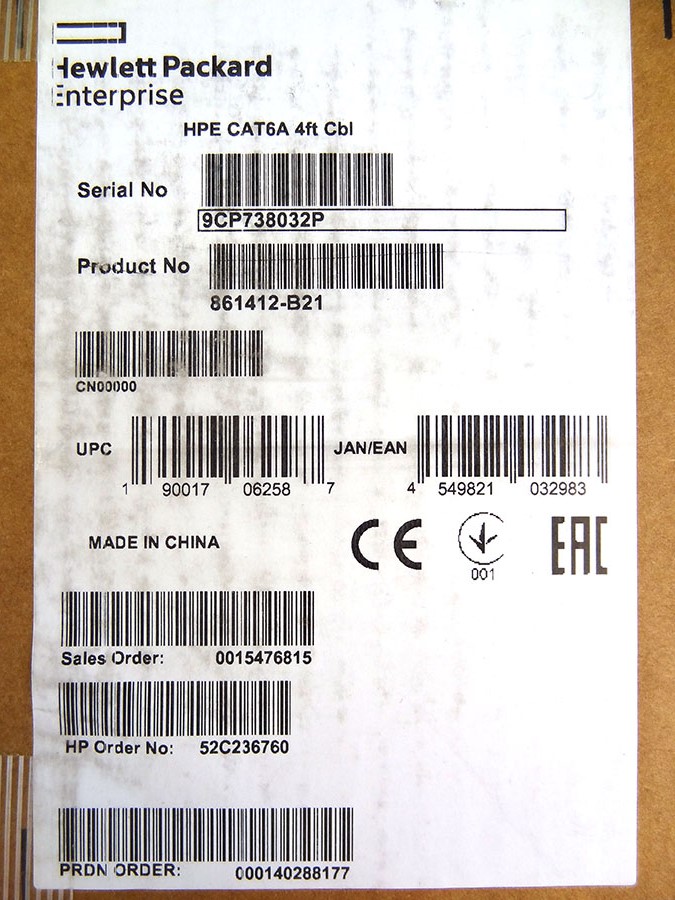 Hewlett Packard
Enterprise
HPE CAT6A 4ft Cbl
Serial No
9CP738032P
Product No
861412-B21
CN00000
UPC 1 90017 06258 7 JAN/EAN 4 549821 032983
MADE IN CHINA CE 001 EAC
Sales Order: 0015476815
HP Order No: 52C236760
PRDN ORDER: 000140288177